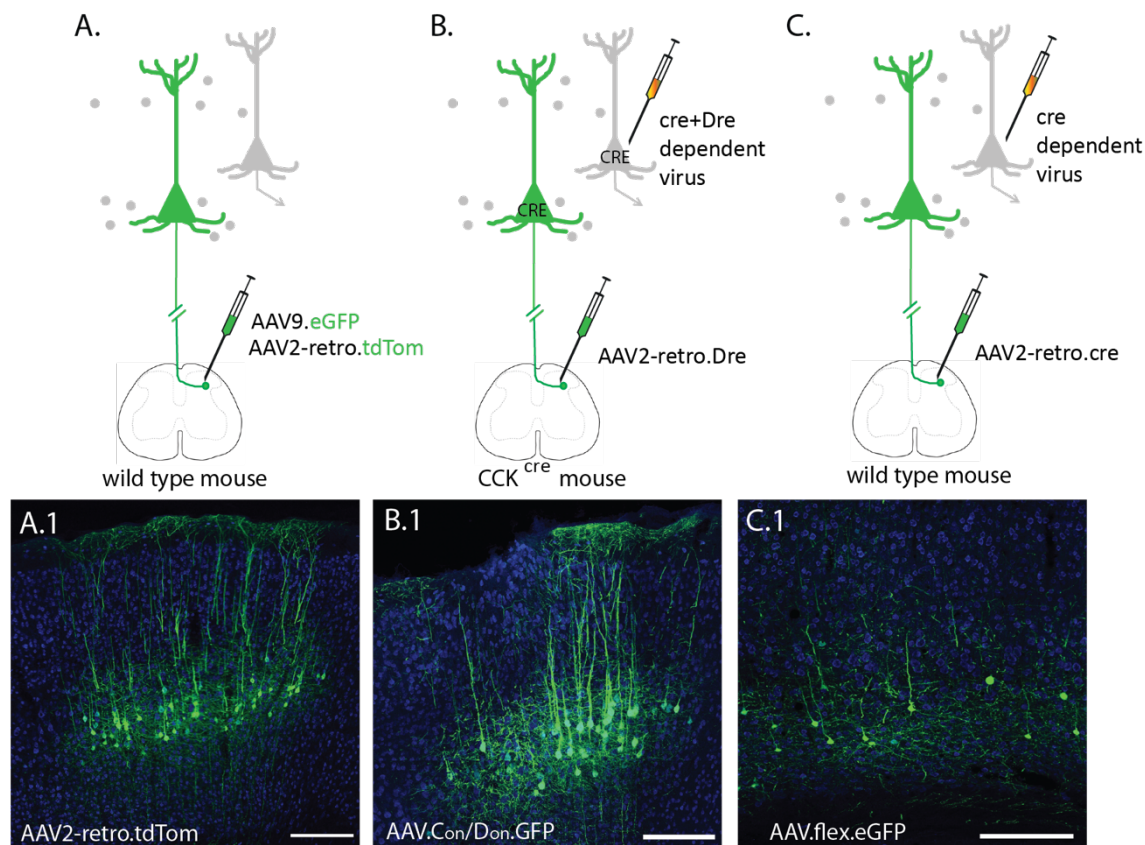 A.
AAV9.eGFP
AAV2-retro.tdTom
wild type mouse
B.
CRE
cre+Dre
dependent
virus
CRE
AAV2-retro.Dre
CCK cre mouse
C.
cre
dependent
virus
AAV2-retro.cre
wild type mouse
A.1
AAV2-retro.tdTom
B.1
AAV.Con/Don.GFP
C.1
AAV.flex.eGFP